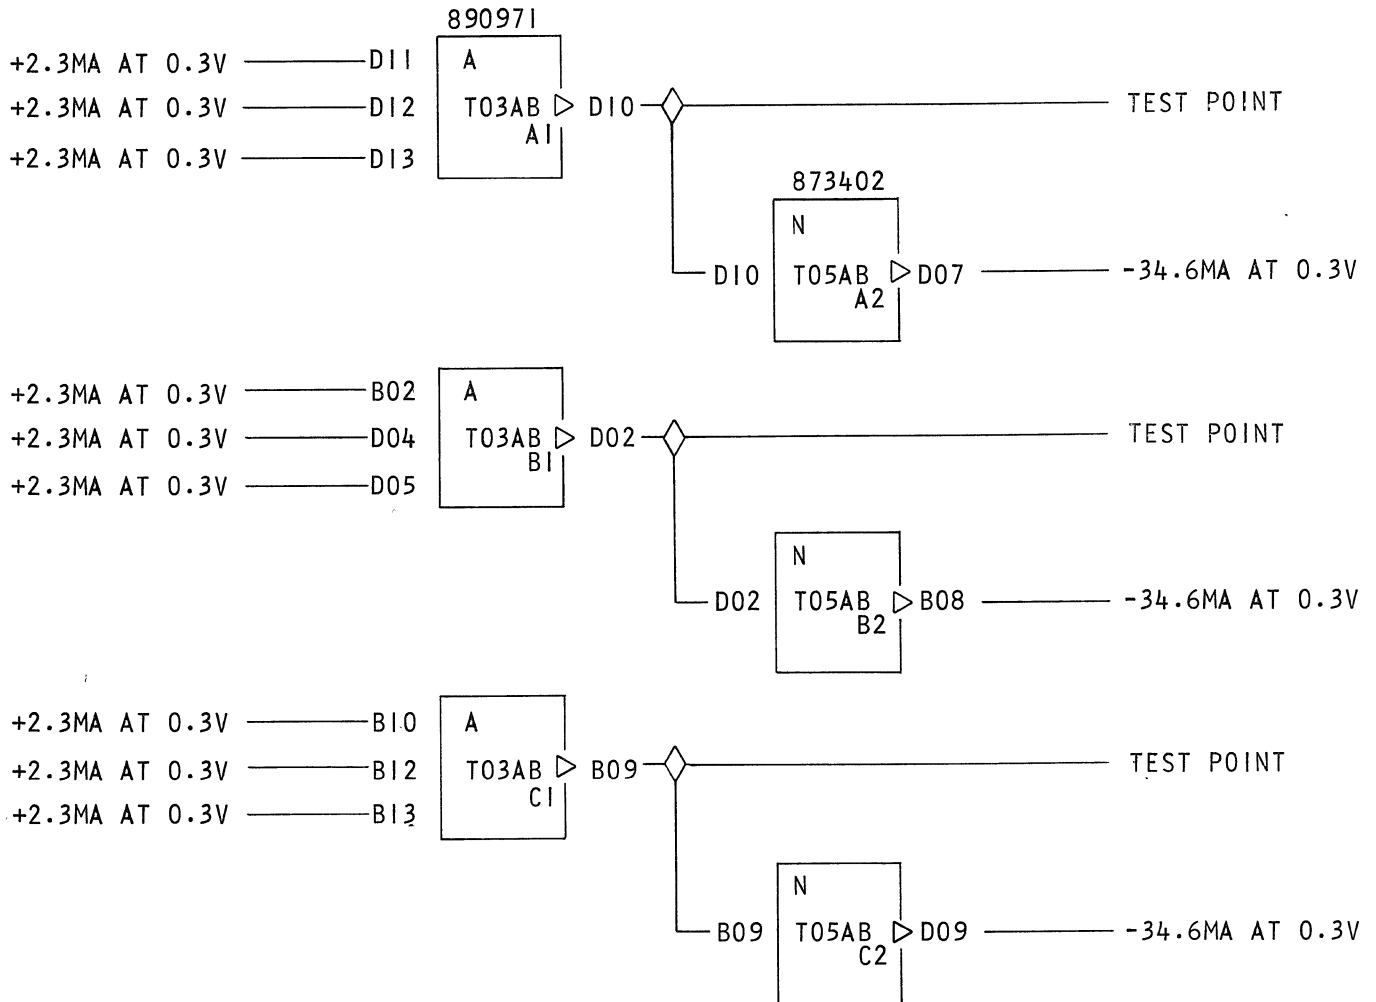 890971
+2.3MA AT 0.3V D11 A
+2.3MA AT 0.3V D12 T03AB D10 TEST POINT
A1
+2.3MA AT 0.3V D13
873402
N
D10 T05AB D07 -34.6MA AT 0.3V
A2
+2.3MA AT 0.3V B02 A
+2.3MA AT 0.3V D04 T03AB D02 TEST POINT
B1
+2.3MA AT 0.3V D05
N
D02 T05AB B08 -34.6MA AT 0.3V
B2
+2.3MA AT 0.3V B10 A
+2.3MA AT 0.3V B12 T03AB B09 TEST POINT
C1
+2.3MA AT 0.3V B13
N
B09 T05AB D09 -34.6MA AT 0.3V
C2